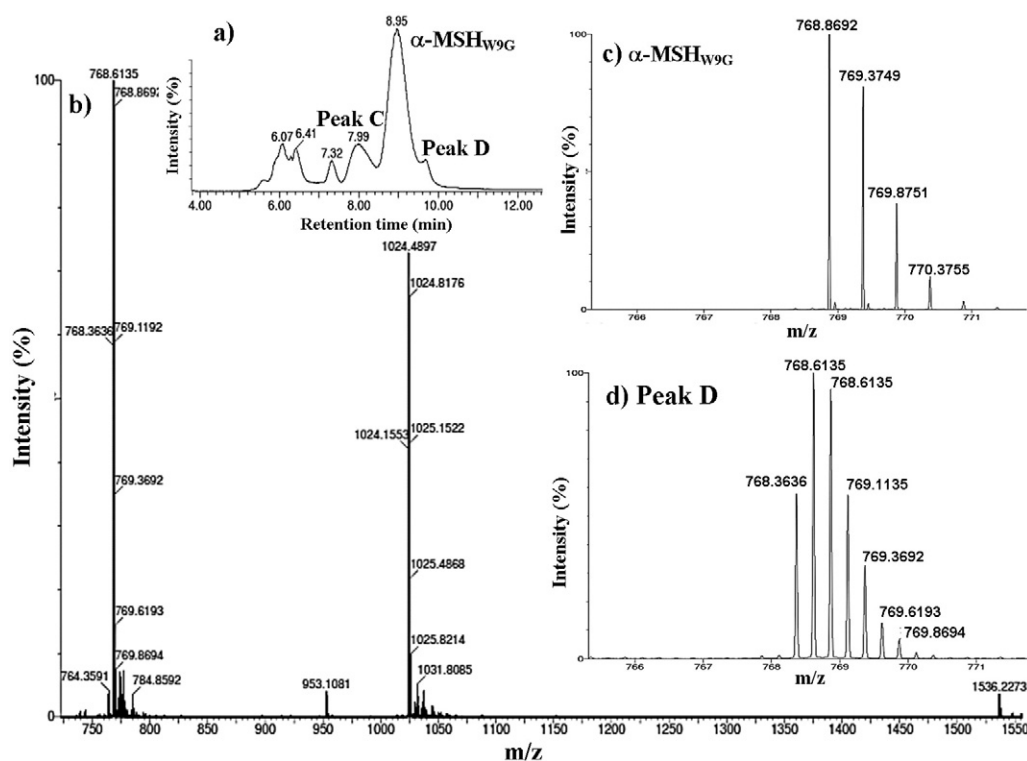 a)
8.95
α-MSHW9G
Peak C
7.99
6.07
6.41
7.32
Peak D
Intensity (%)
4.00 6.00 8.00 10.00 12.00
Retention time (min)
b)
100
768.6135
768.8692
768.3636
769.1192
769.3692
769.6193
769.8694
764.3591
784.8592
953.1081
1024.4897
1024.8176
1024.1553
1025.1522
1025.4868
1025.8214
1031.8085
1536.2273
0
Intensity (%)
750 800 850 900 950 1000 1050 1100 1150 1200 1250 1300 1350 1400 1450 1500 1550
m/z
c) α-MSHW9G
100
768.8692
769.3749
769.8751
770.3755
0
Intensity (%)
766 767 768 769 770 771
m/z
d) Peak D
100
768.6135
768.6135
768.3636
769.1135
769.3692
769.6193
769.8694
0
Intensity (%)
766 767 768 769 770 771
m/z